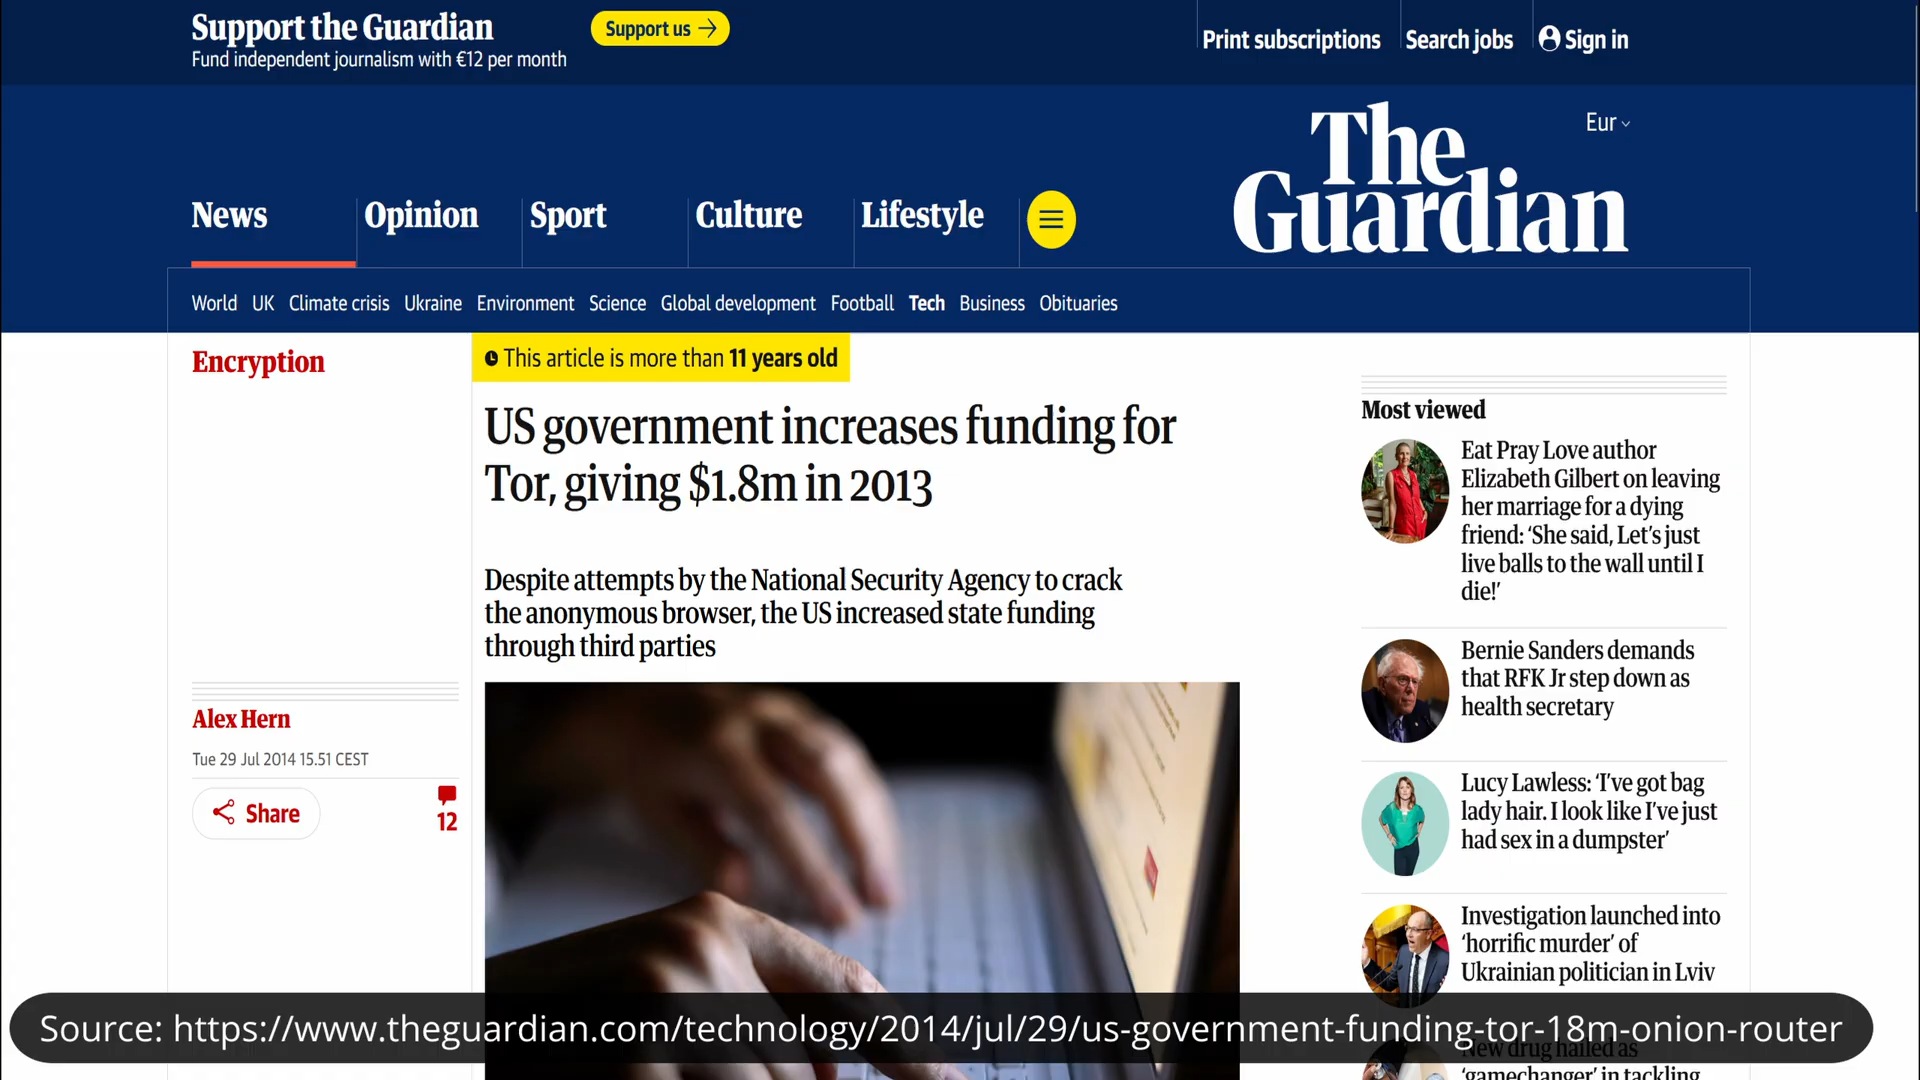 Support the Guardian
Fund independent journalism with €12 per month
Support us
Print subscriptions
Search jobs
Sign in
The
Guardian
Eur
News
Opinion
Sport
Culture
Lifestyle
World UK Climate crisis Ukraine Environment Science Global development Football Tech Business Obituaries
Encryption
This article is more than 11 years old
US government increases funding for
Tor, giving $1.8m in 2013
Despite attempts by the National Security Agency to crack
the anonymous browser, the US increased state funding
through third parties
Alex Hern
Tue 29 Jul 2014 15.51 CEST
Share
12
Most viewed
Eat Pray Love author
Elizabeth Gilbert on leaving
her marriage for a dying
friend: ‘She said, Let’s just
live balls to the wall until I
die!’
Bernie Sanders demands
that RFK Jr step down as
health secretary
Lucy Lawless: ‘I’ve got bag
lady hair. I look like I’ve just
had sex in a dumpster’
Investigation launched into
‘horrific murder’ of
Ukrainian politician in Lviv
New drug hailed as
‘gamechanger’ in tackling
Source: https://www.theguardian.com/technology/2014/jul/29/us-government-funding-tor-18m-onion-router